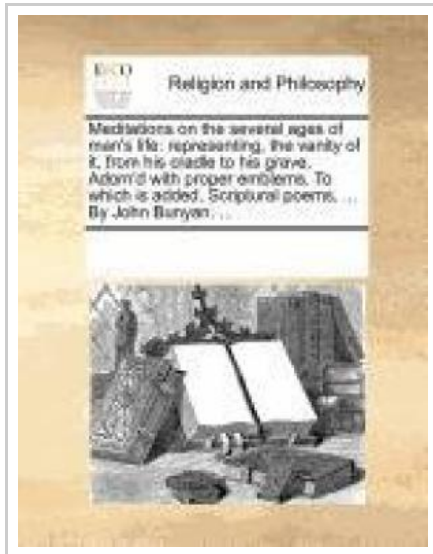 ECCO
Religion and Philosophy
Meditations on the several ages of
man's life: representing, the vanity of
it, from his cradle to his grave.
Adorn'd with proper emblems. To
which is added, Scriptural poems, ...
By John Bunyan. ...